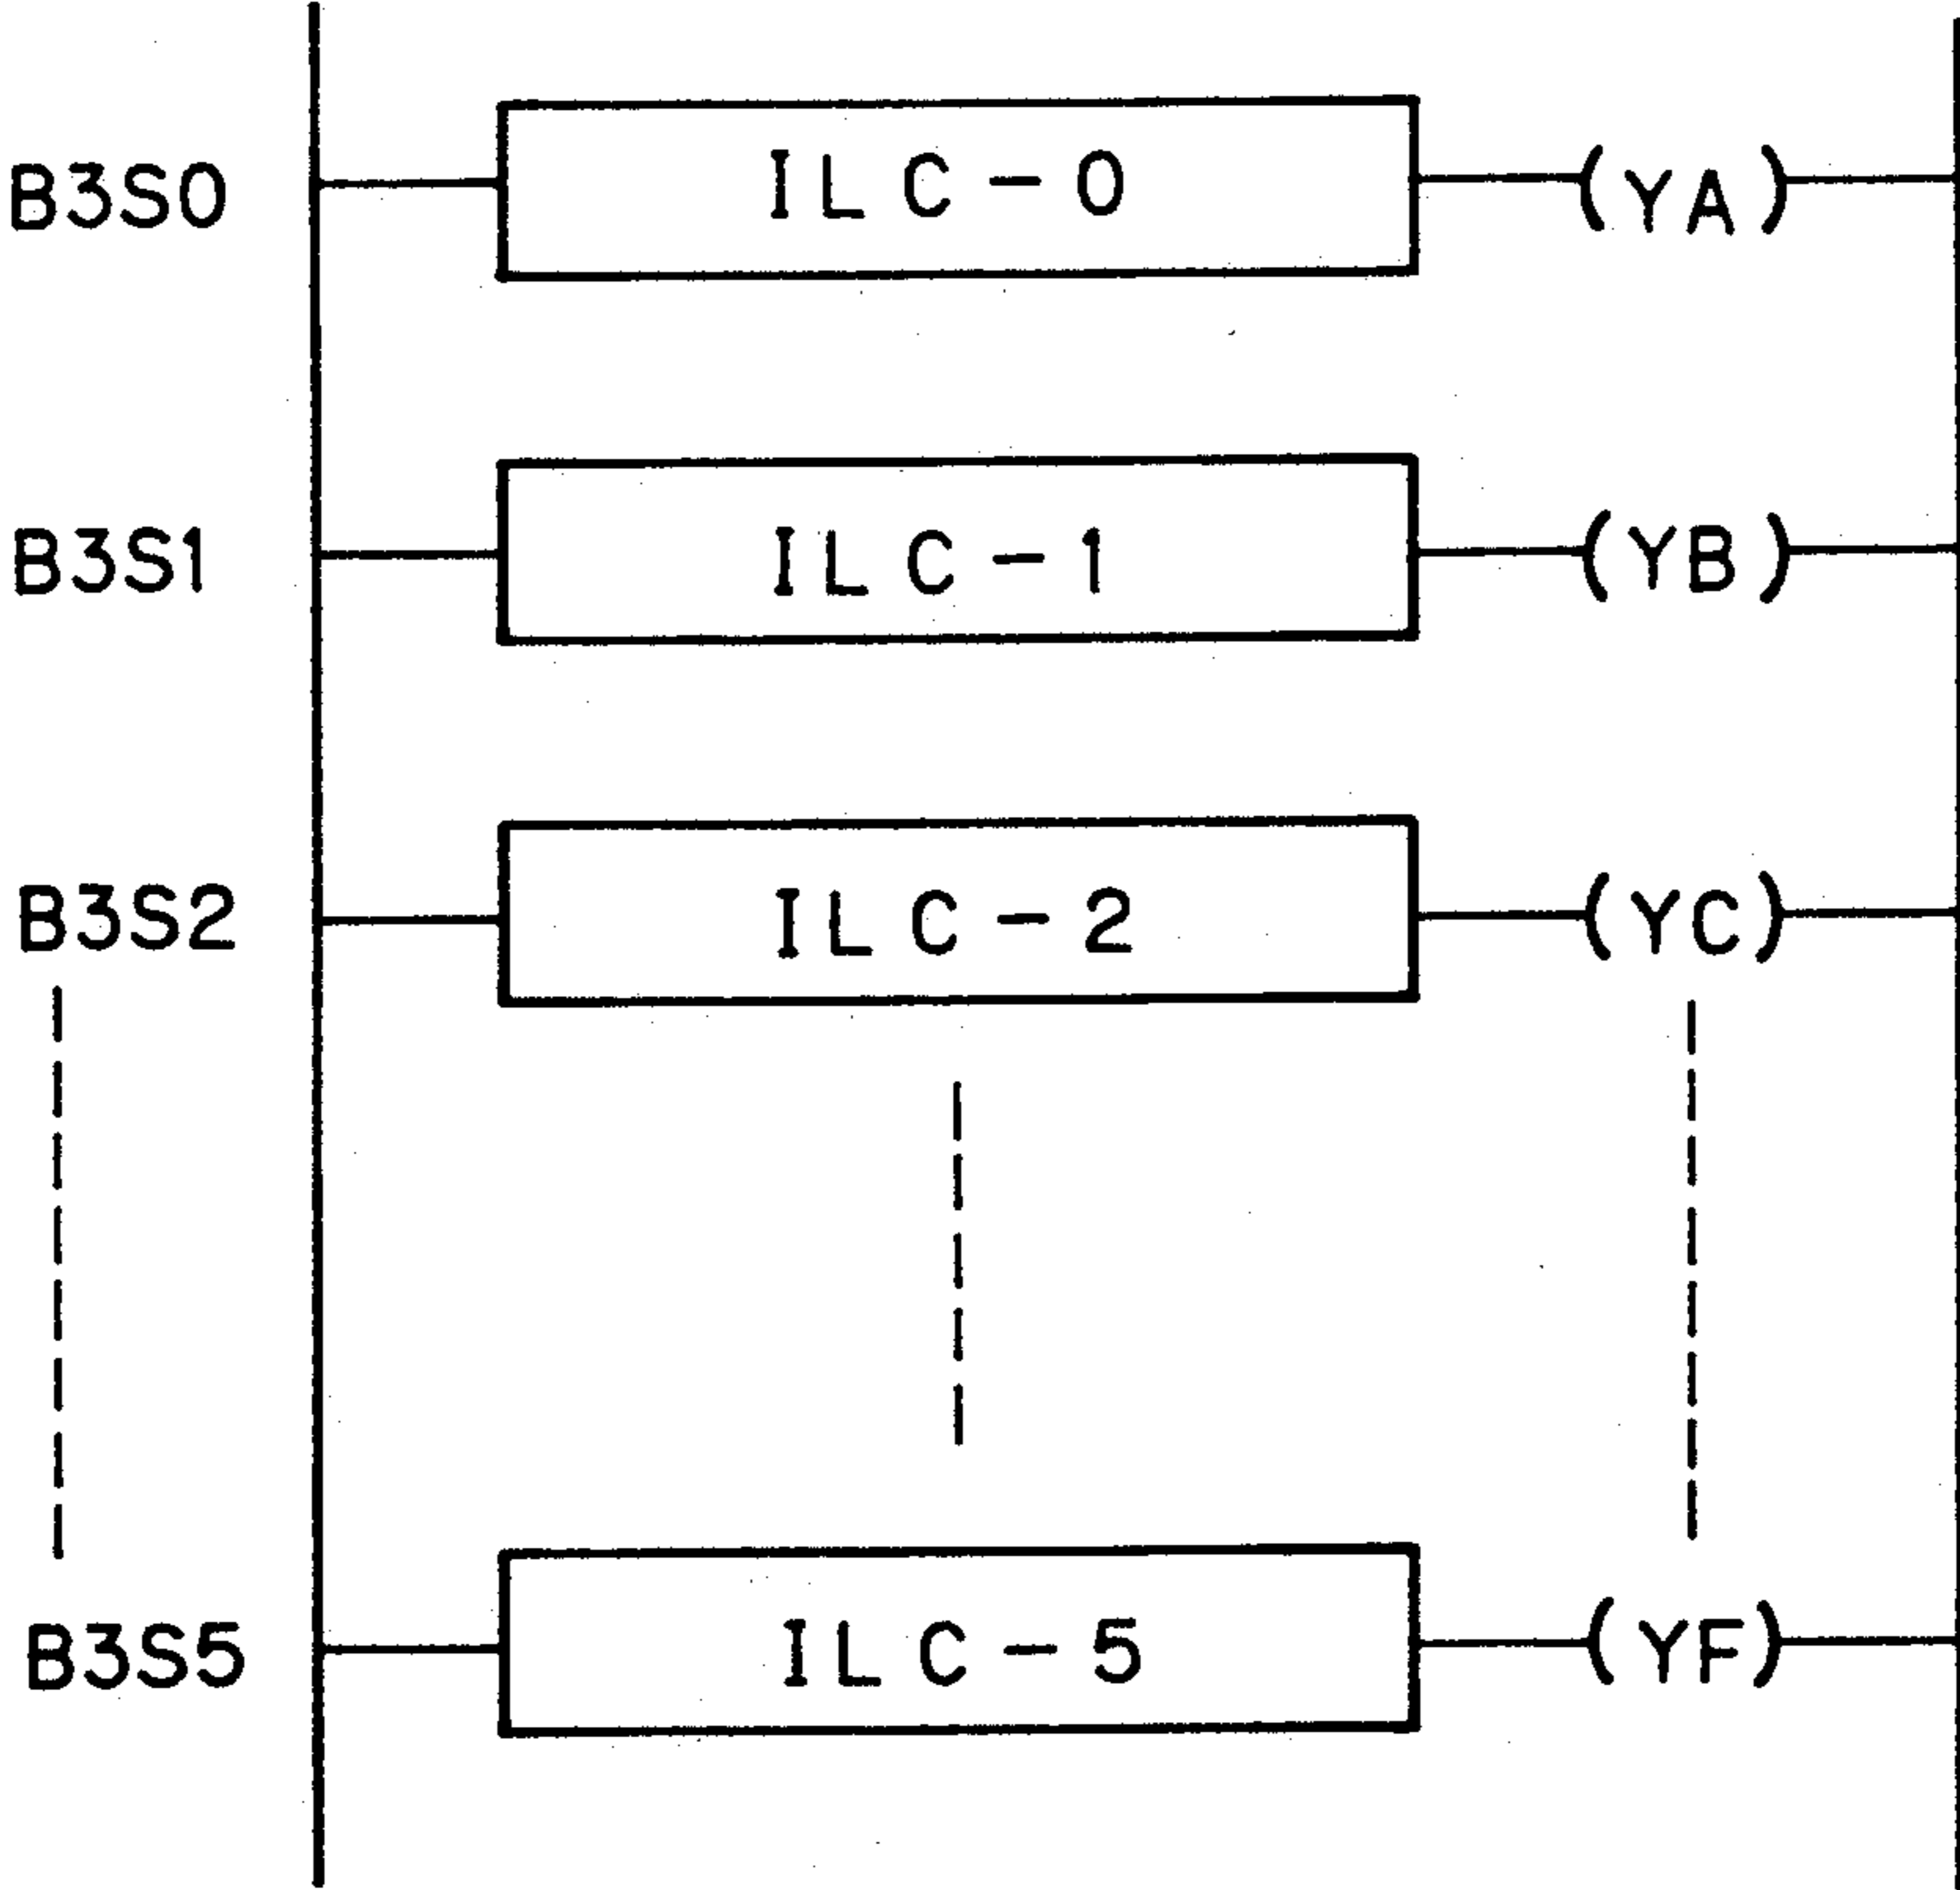 B3S0 ILC-0 (YA)
B3S1 ILC-1 (YB)
B3S2 ILC-2 (YC)
B3S5 ILC-5 (YF)